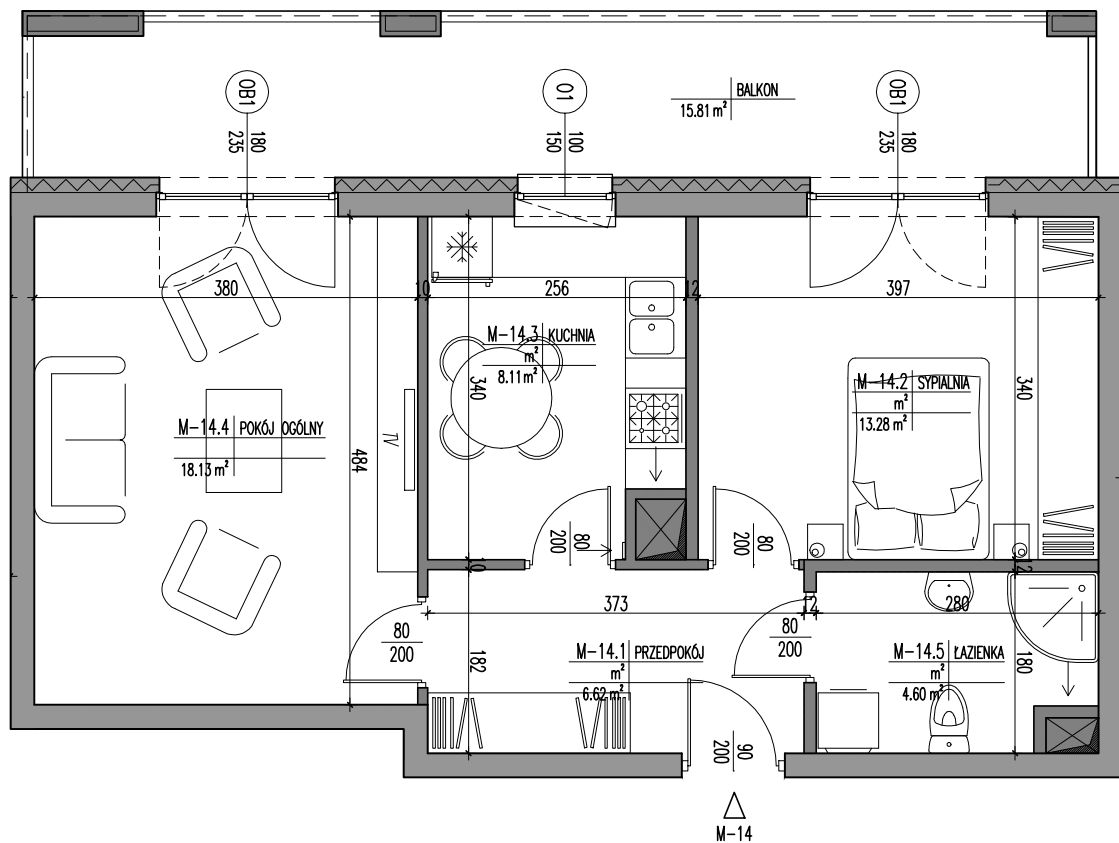 BALKON
15.81 m²
OB1
180
235
O1
100
150
OB1
180
235
380
10
256
12
397
M-14.3 KUCHNIA
m²
8.11 m²
340
M-14.2 SYPIALNIA
m²
13.28 m²
340
M-14.4 POKÓJ OGÓLNY
18.13 m²
484
TV
80
200
80
200
10
12
373
12
280
80
200
80
200
182
M-14.1 PRZEDPOKÓJ
m²
6.62 m²
M-14.5 ŁAZIENKA
m²
4.60 m²
180
90
200
M-14